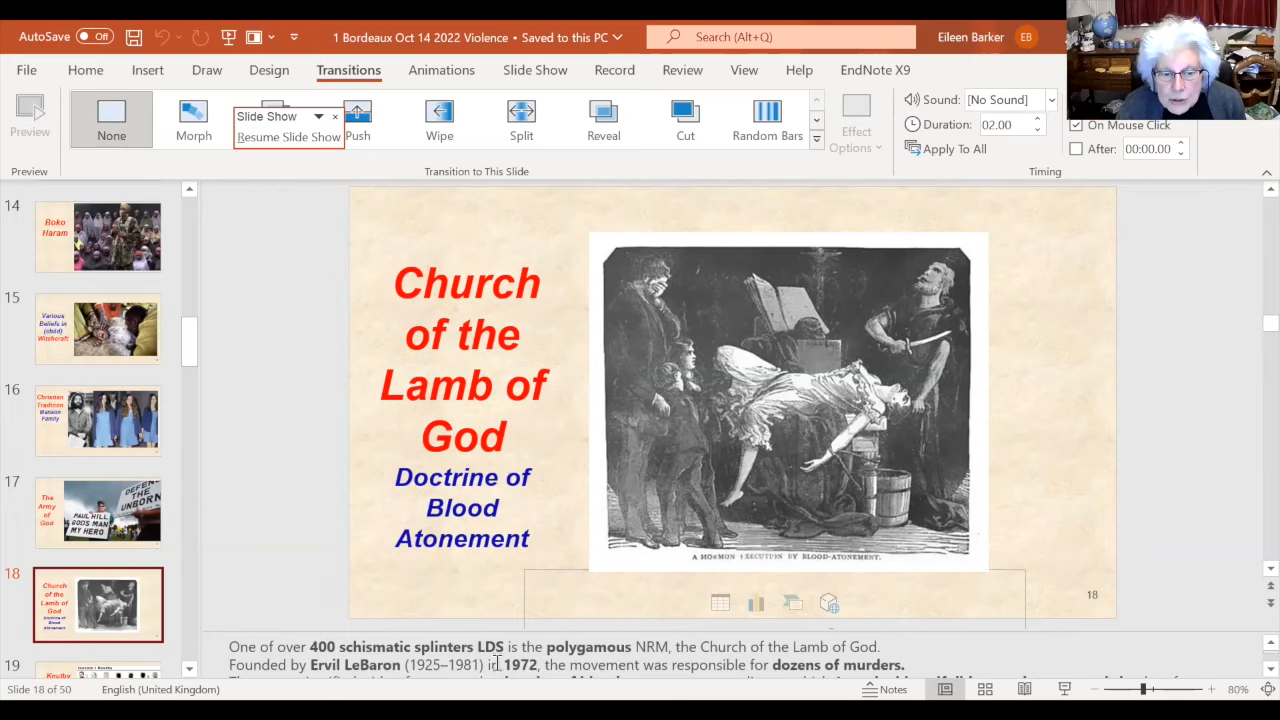 AutoSave Off
1 Bordeaux Oct 14 2022 Violence • Saved to this PC
Search (Alt+Q)
Eileen Barker EB
File Home Insert Draw Design Transitions Animations Slide Show Record Review View Help EndNote X9
Preview
None
Morph
Slide Show
Resume Slide Show
Push
Wipe
Split
Reveal
Cut
Random Bars
Effect
Options
Sound: [No Sound]
Duration: 02.00
Apply To All
On Mouse Click
After: 00:00.00
Preview
Transition to This Slide
Timing
14
Boko
Haram
15
Various
Beliefs in
(child)
Witchcraft
16
Christian
Tradition
Manson
Family
17
The
Army
of
God
DEFEND
THE
UNBORN
PAUL HILL
GODS MAN
MY HERO
18
Church
of the
Lamb of
God
Doctrine of
Blood
Atonement
19
Knutby
Church
of the
Lamb of
God
Doctrine of
Blood
Atonement
A MORMON EXECUTION BY BLOOD-ATONEMENT.
18
One of over 400 schismatic splinters LDS is the polygamous NRM, the Church of the Lamb of God.
Founded by Ervil LeBaron (1925–1981) in 1972, the movement was responsible for dozens of murders.
Slide 18 of 50
English (United Kingdom)
Notes
80%